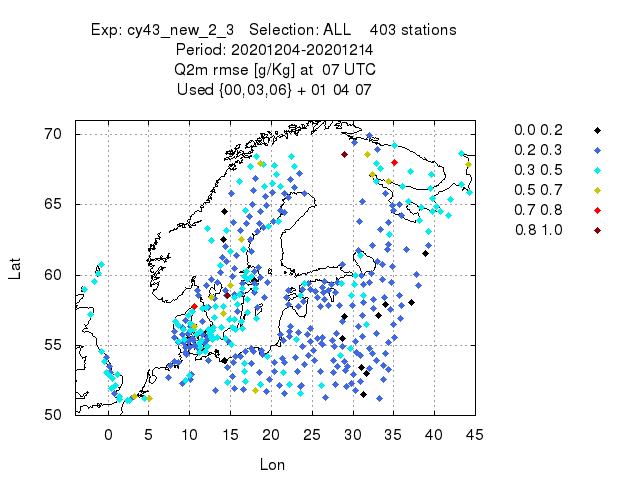 Exp: cy43_new_2_3 Selection: ALL 403 stations
Period: 20201204-20201214
Q2m rmse [g/Kg] at 07 UTC
Used {00,03,06} + 01 04 07
70
65
60
55
50
0 5 10 15 20 25 30 35 40 45
Lat
Lon
0.0 0.2
0.2 0.3
0.3 0.5
0.5 0.7
0.7 0.8
0.8 1.0